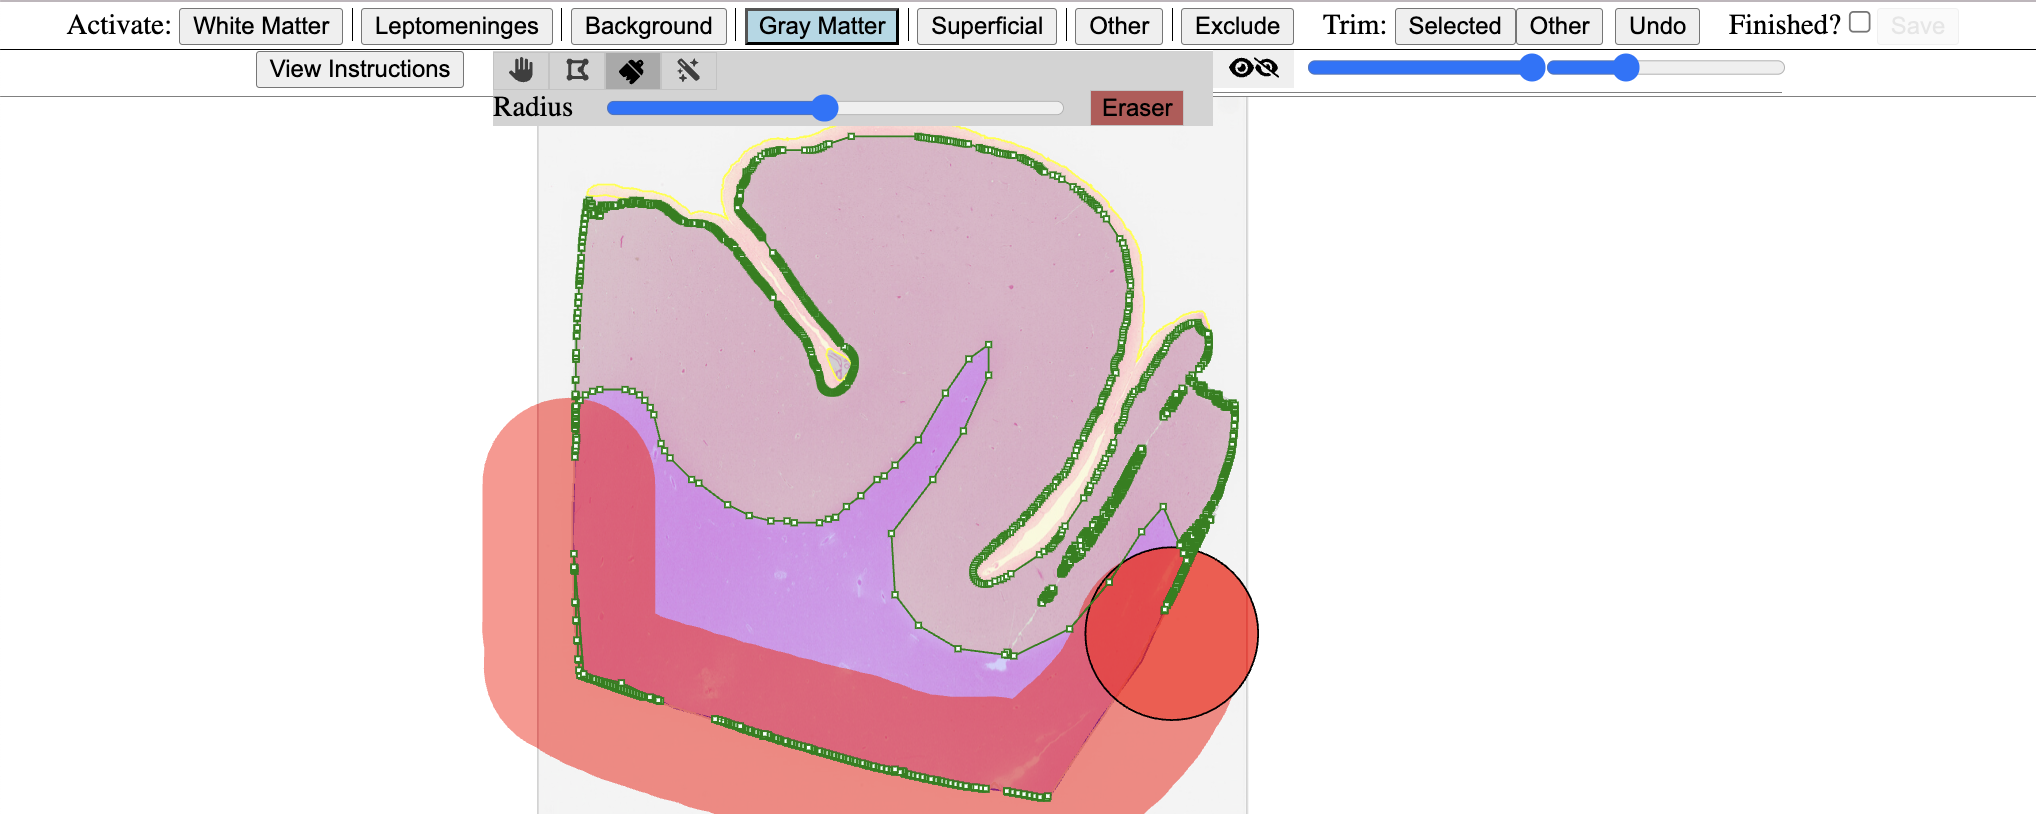 Activate: White Matter Leptomeninges Background Gray Matter Superficial Other Exclude Trim: Selected Other Undo Finished? Save
View Instructions
Radius Eraser